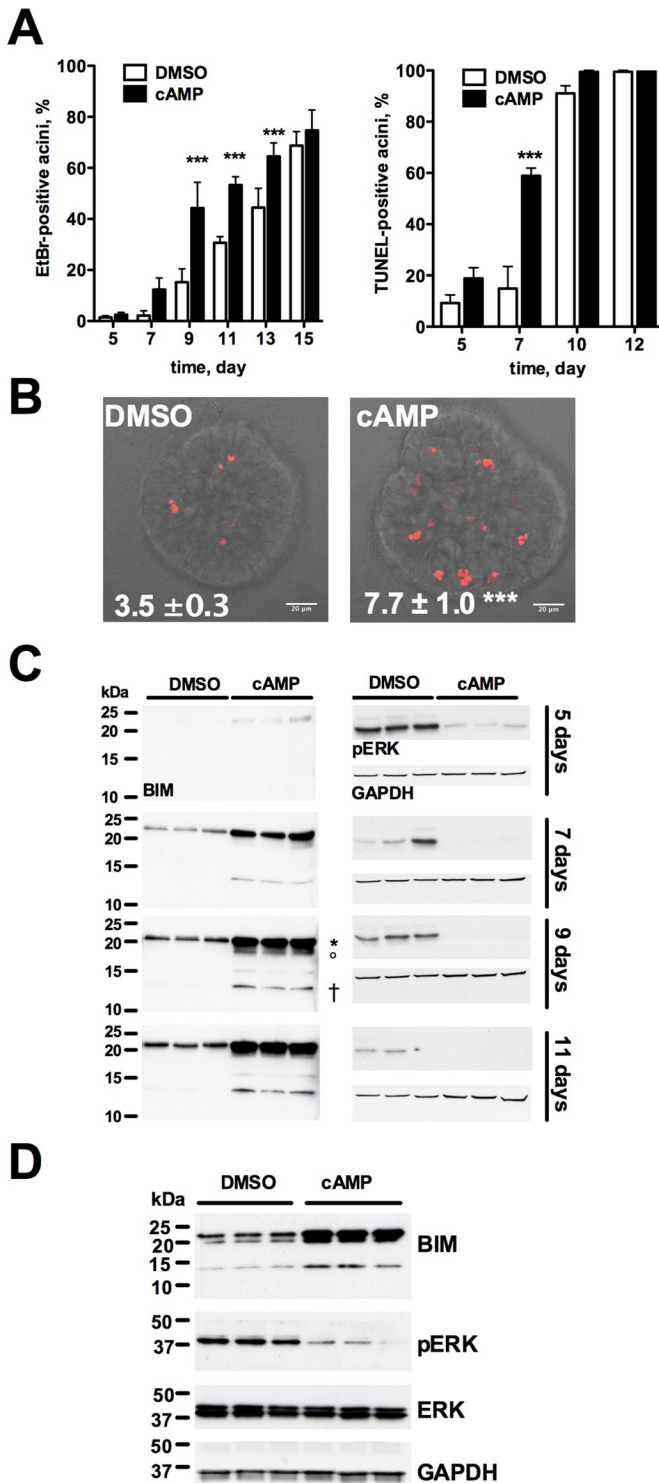 A
100
80
60
40
20
0
EtBr-positive acini, %
DMSO
cAMP
***
***
***
5 7 9 11 13 15
time, day
100
80
60
40
20
0
TUNEL-positive acini, %
DMSO
cAMP
***
5 7 10 12
time, day
B
DMSO
3.5 ±0.3
20 µm
cAMP
7.7 ± 1.0 ***
20 µm
C
kDa
DMSO cAMP
DMSO cAMP
25
20
15
10
BIM
pERK
GAPDH
5 days
25
20
15
10
7 days
25
20
15
10
*
°
†
9 days
25
20
15
10
11 days
D
kDa
DMSO cAMP
25
20
15
10
BIM
50
37
pERK
50
37
ERK
50
37
GAPDH